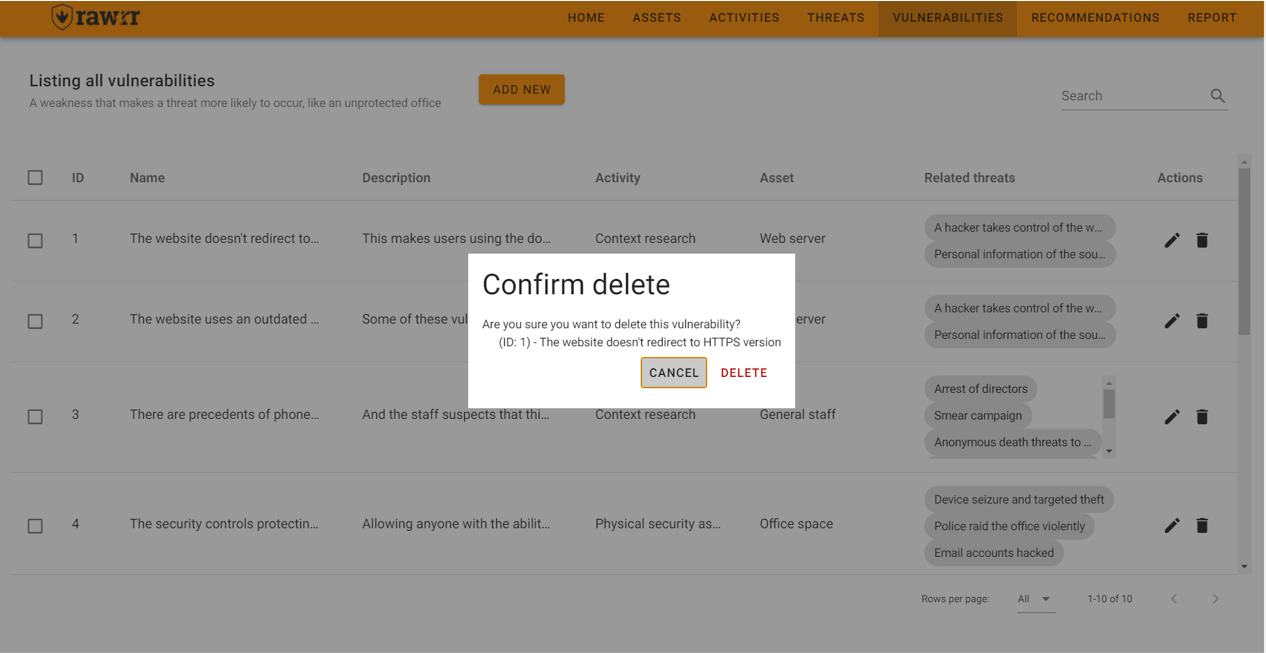 rawrr
HOME ASSETS ACTIVITIES THREATS VULNERABILITIES RECOMMENDATIONS REPORT
Listing all vulnerabilities
A weakness that makes a threat more likely to occur, like an unprotected office
ADD NEW
Search
ID Name Description Activity Asset Related threats Actions
1 The website doesn't redirect to... This makes users using the do... Context research Web server
A hacker takes control of the w...
Personal information of the sou...
Confirm delete
Are you sure you want to delete this vulnerability?
(ID: 1) - The website doesn't redirect to HTTPS version
CANCEL DELETE
2 The website uses an outdated ... Some of these vul erver
A hacker takes control of the w...
Personal information of the sou...
3 There are precedents of phone... And the staff suspects that thi... Context research General staff
Arrest of directors
Smear campaign
Anonymous death threats to ...
4 The security controls protectin... Allowing anyone with the abilit... Physical security as... Office space
Device seizure and targeted theft
Police raid the office violently
Email accounts hacked
Rows per page: All 1-10 of 10